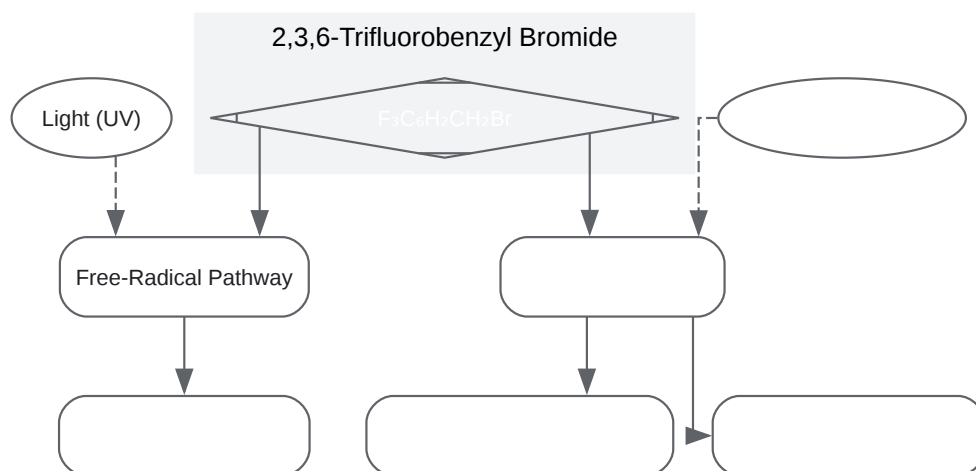 2,3,6-Trifluorobenzyl Bromide
Light (UV)
F₃C₆H₂CH₂Br
Free-Radical Pathway